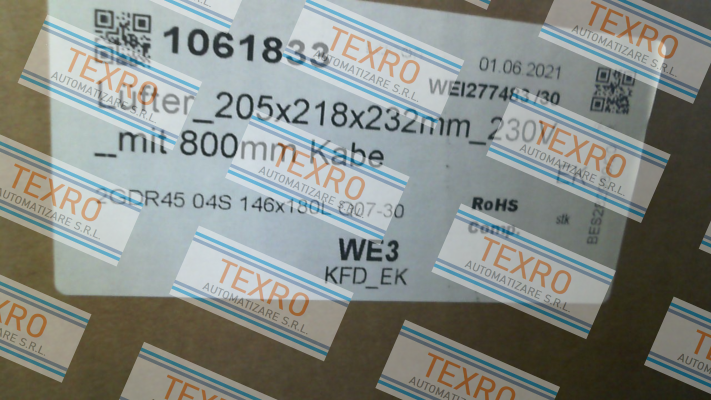 1061833
01.06.2021
WEI277483 /30
Lüfter_205x218x232mm_230V
_mit 800mm Kabe
2GDR45 04S 146x180L G07-30
RoHS
Comp.
stk
WE3
KFD_EK
TEXRO
AUTOMATIZARE S.R.L.